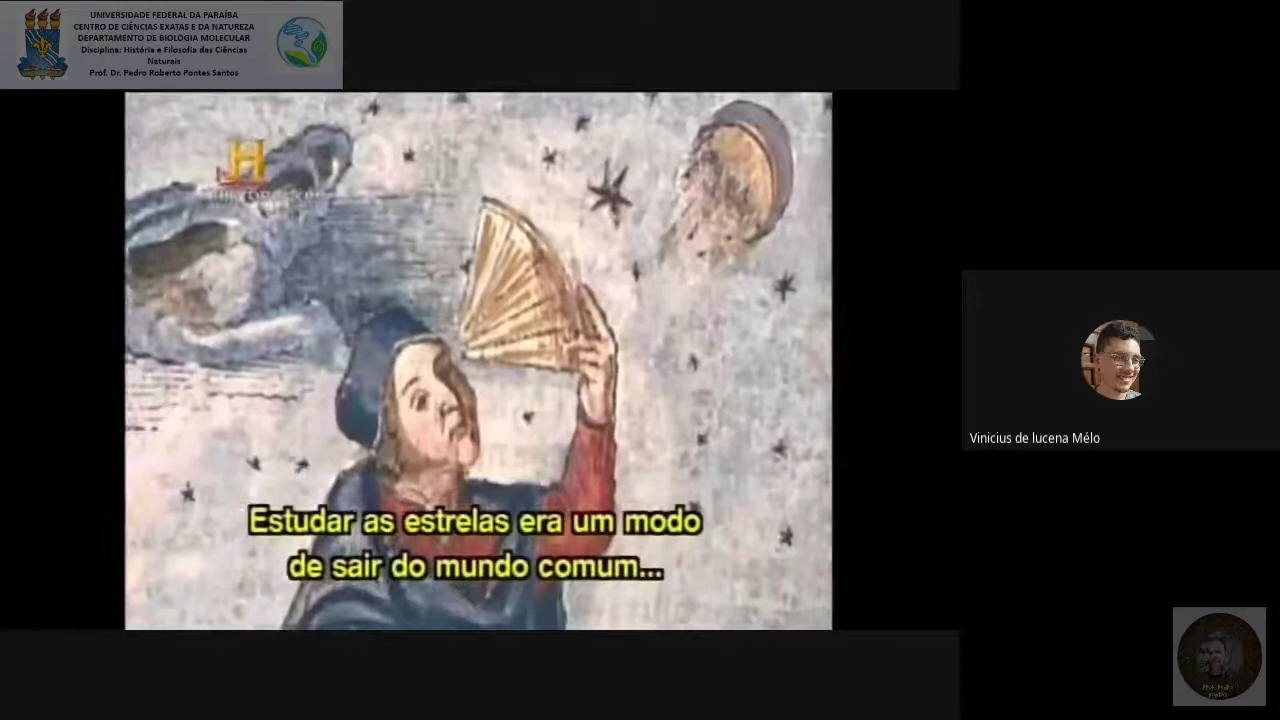 UNIVERSIDADE FEDERAL DA PARAÍBA
CENTRO DE CIÊNCIAS EXATAS E DA NATUREZA
DEPARTAMENTO DE BIOLOGIA MOLECULAR
Disciplina: História e Filosofia das Ciências
Naturais
Prof. Dr. Pedro Roberto Pontes Santos
H
Estudar as estrelas era um modo
de sair do mundo comum...
Vinicius de lucena Mélo